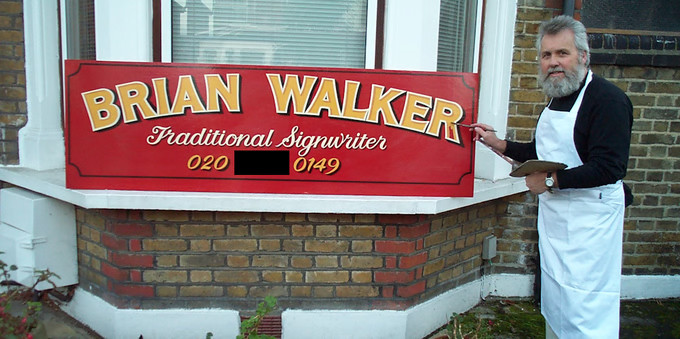 BRIAN WALKER
Traditional Signwriter
020 0149